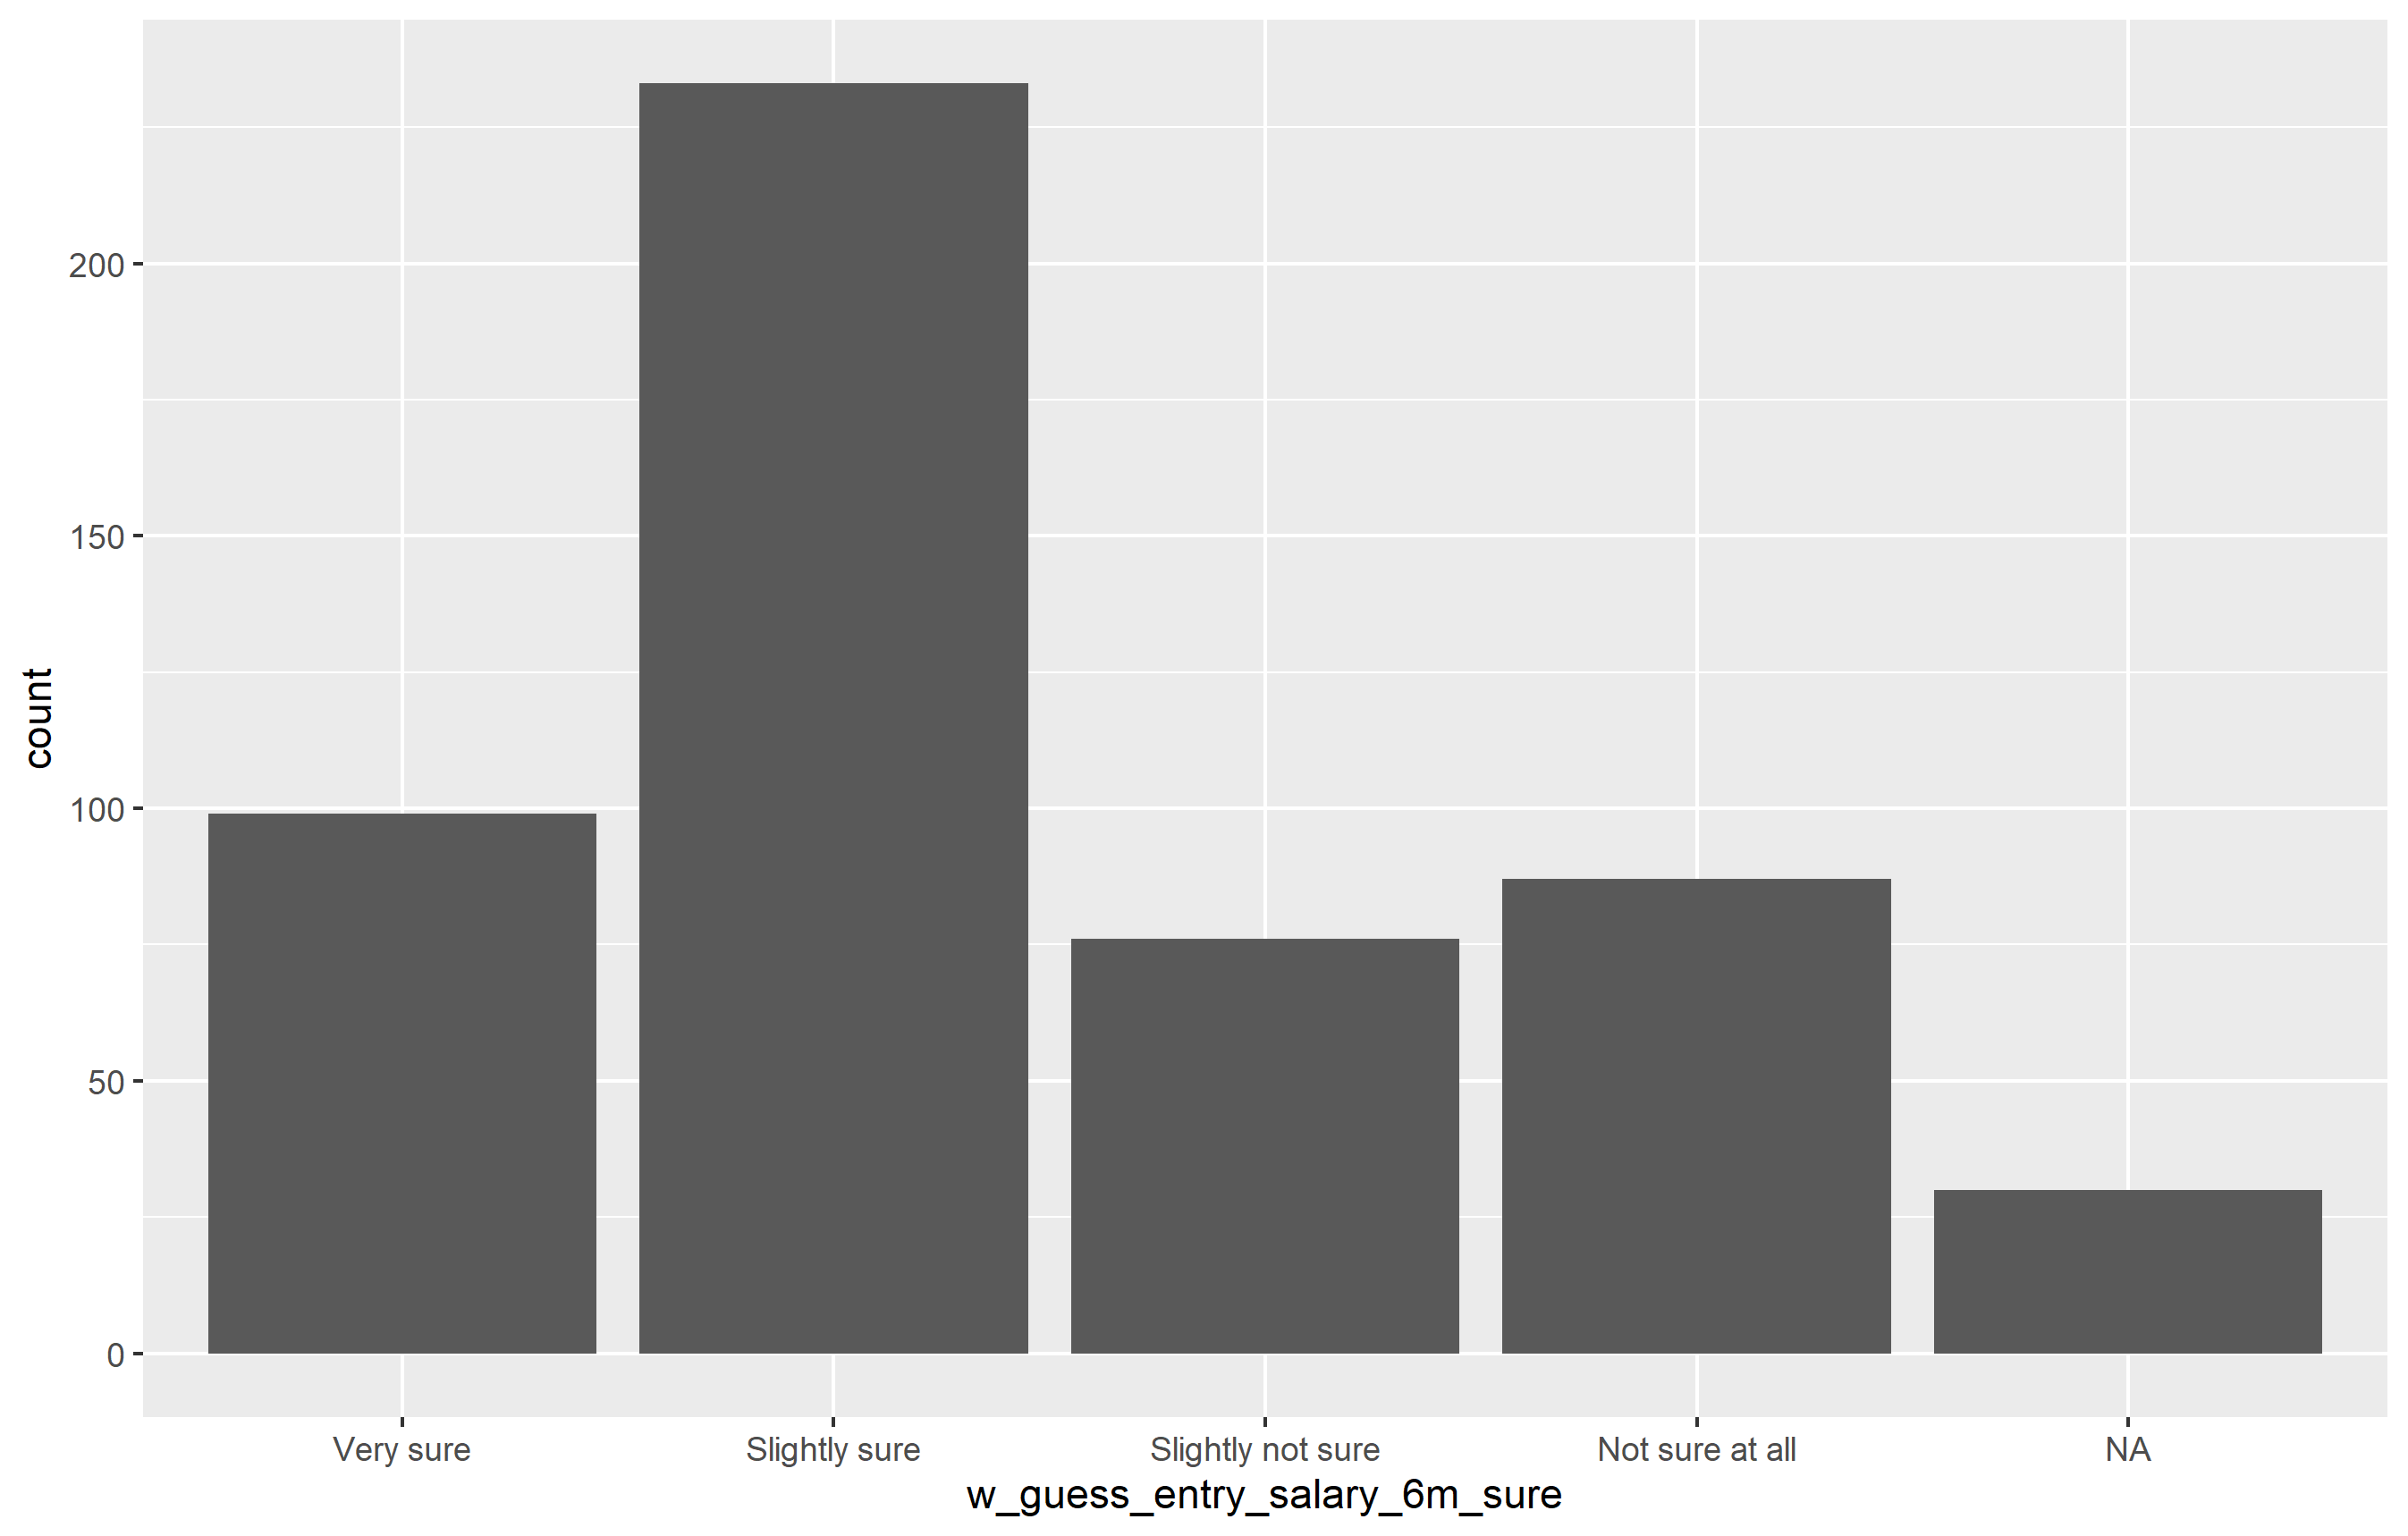 count
200
150
100
50
0
Very sure
Slightly sure
Slightly not sure
Not sure at all
NA
w_guess_entry_salary_6m_sure